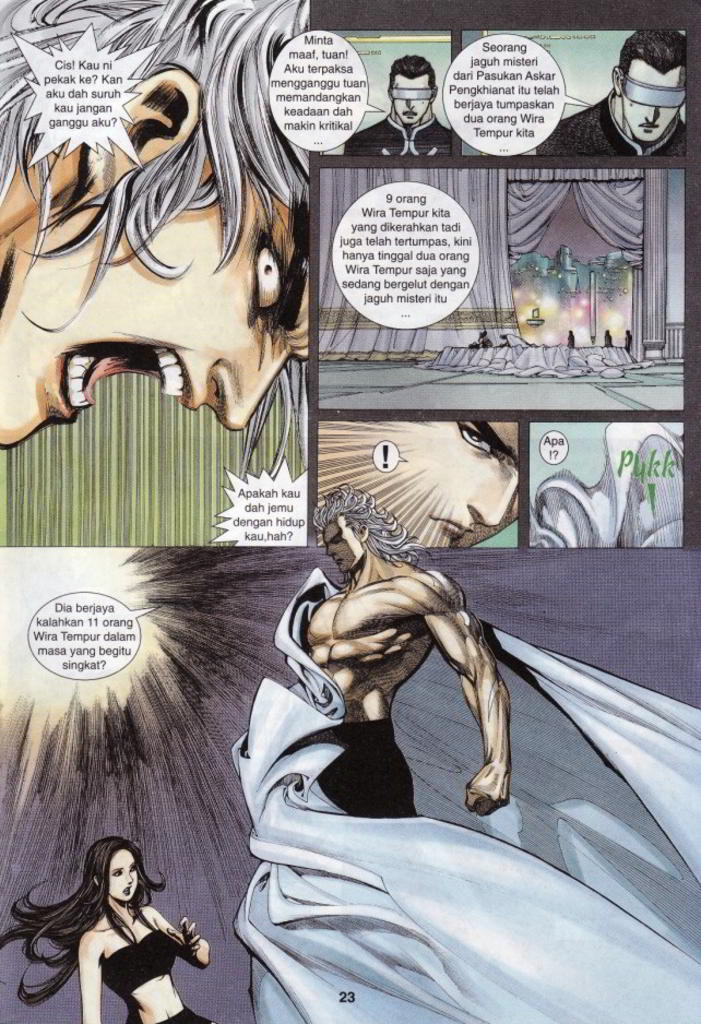 Cis! Kau ni
pekak ke? Kan
aku dah suruh
kau jangan
ganggu aku?
Minta
maaf, tuan!
Aku terpaksa
mengganggu tuan
memandangkan
keadaan dah
makin kritikal
...
Seorang
jaguh misteri
dari Pasukan Askar
Pengkhianat itu telah
berjaya tumpaskan
dua orang Wira
Tempur kita
...
9 orang
Wira Tempur kita
yang dikerahkan tadi
juga telah tertumpas, kini
hanya tinggal dua orang
Wira Tempur saja yang
sedang bergelut dengan
jaguh misteri itu
...
Apakah kau
dah jemu
dengan hidup
kau,hah?
!
Apa
!?
Pykk
!
Dia berjaya
kalahkan 11 orang
Wira Tempur dalam
masa yang begitu
singkat?
23